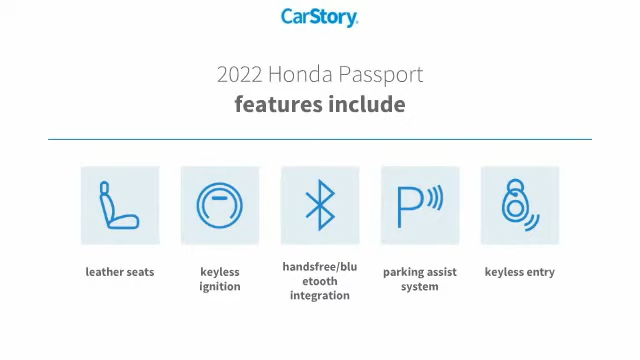 CarStory
2022 Honda Passport
features include
P
leather seats
keyless
ignition
handsfree/blu
etooth
integration
parking assist
system
keyless entry